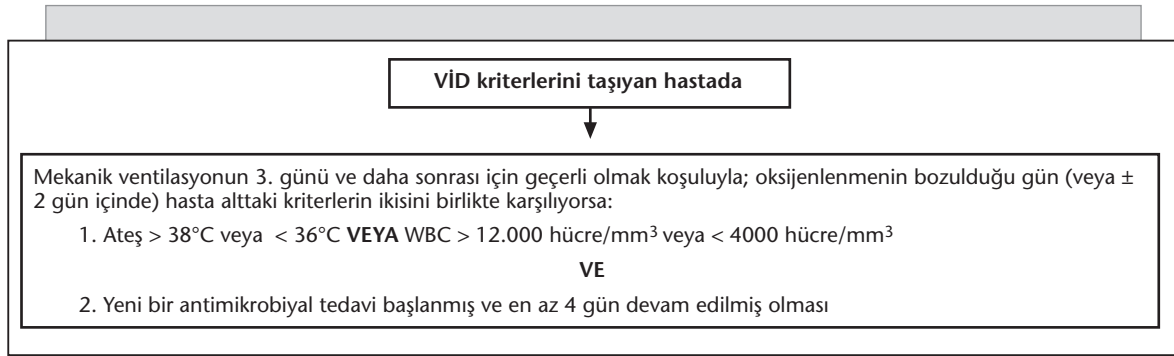 VİD kriterlerini taşıyan hastada
Mekanik ventilasyonun 3. günü ve daha sonrası için geçerli olmak koşuluyla; oksijenlenmenin bozulduğu gün (veya ±
2 gün içinde) hasta alttaki kriterlerin ikisini birlikte karşılıyorsa:
1. Ateş > 38°C veya < 36°C VEYA WBC > 12.000 hücre/mm³ veya < 4000 hücre/mm³
VE
2. Yeni bir antimikrobiyal tedavi başlanmış ve en az 4 gün devam edilmiş olması